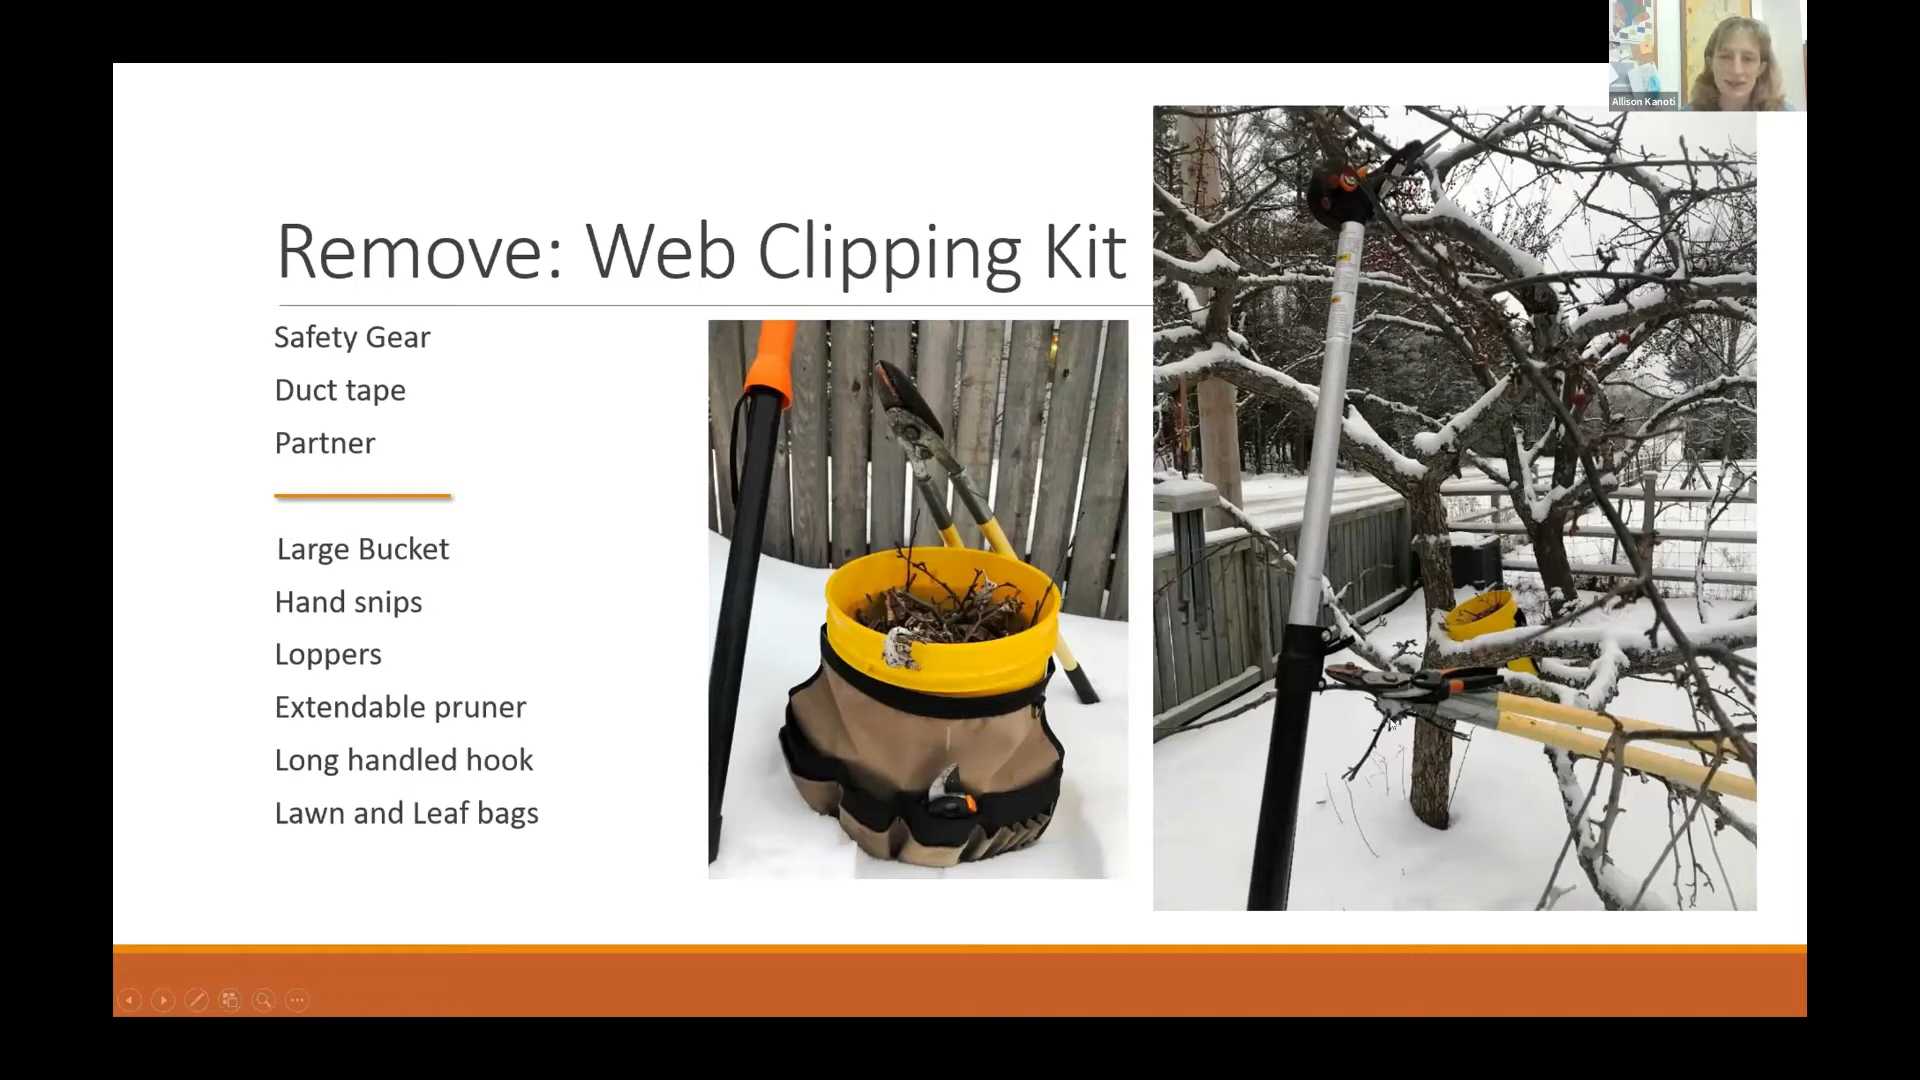 Allison Kanoti
Remove: Web Clipping Kit
Safety Gear
Duct tape
Partner
Large Bucket
Hand snips
Loppers
Extendable pruner
Long handled hook
Lawn and Leaf bags